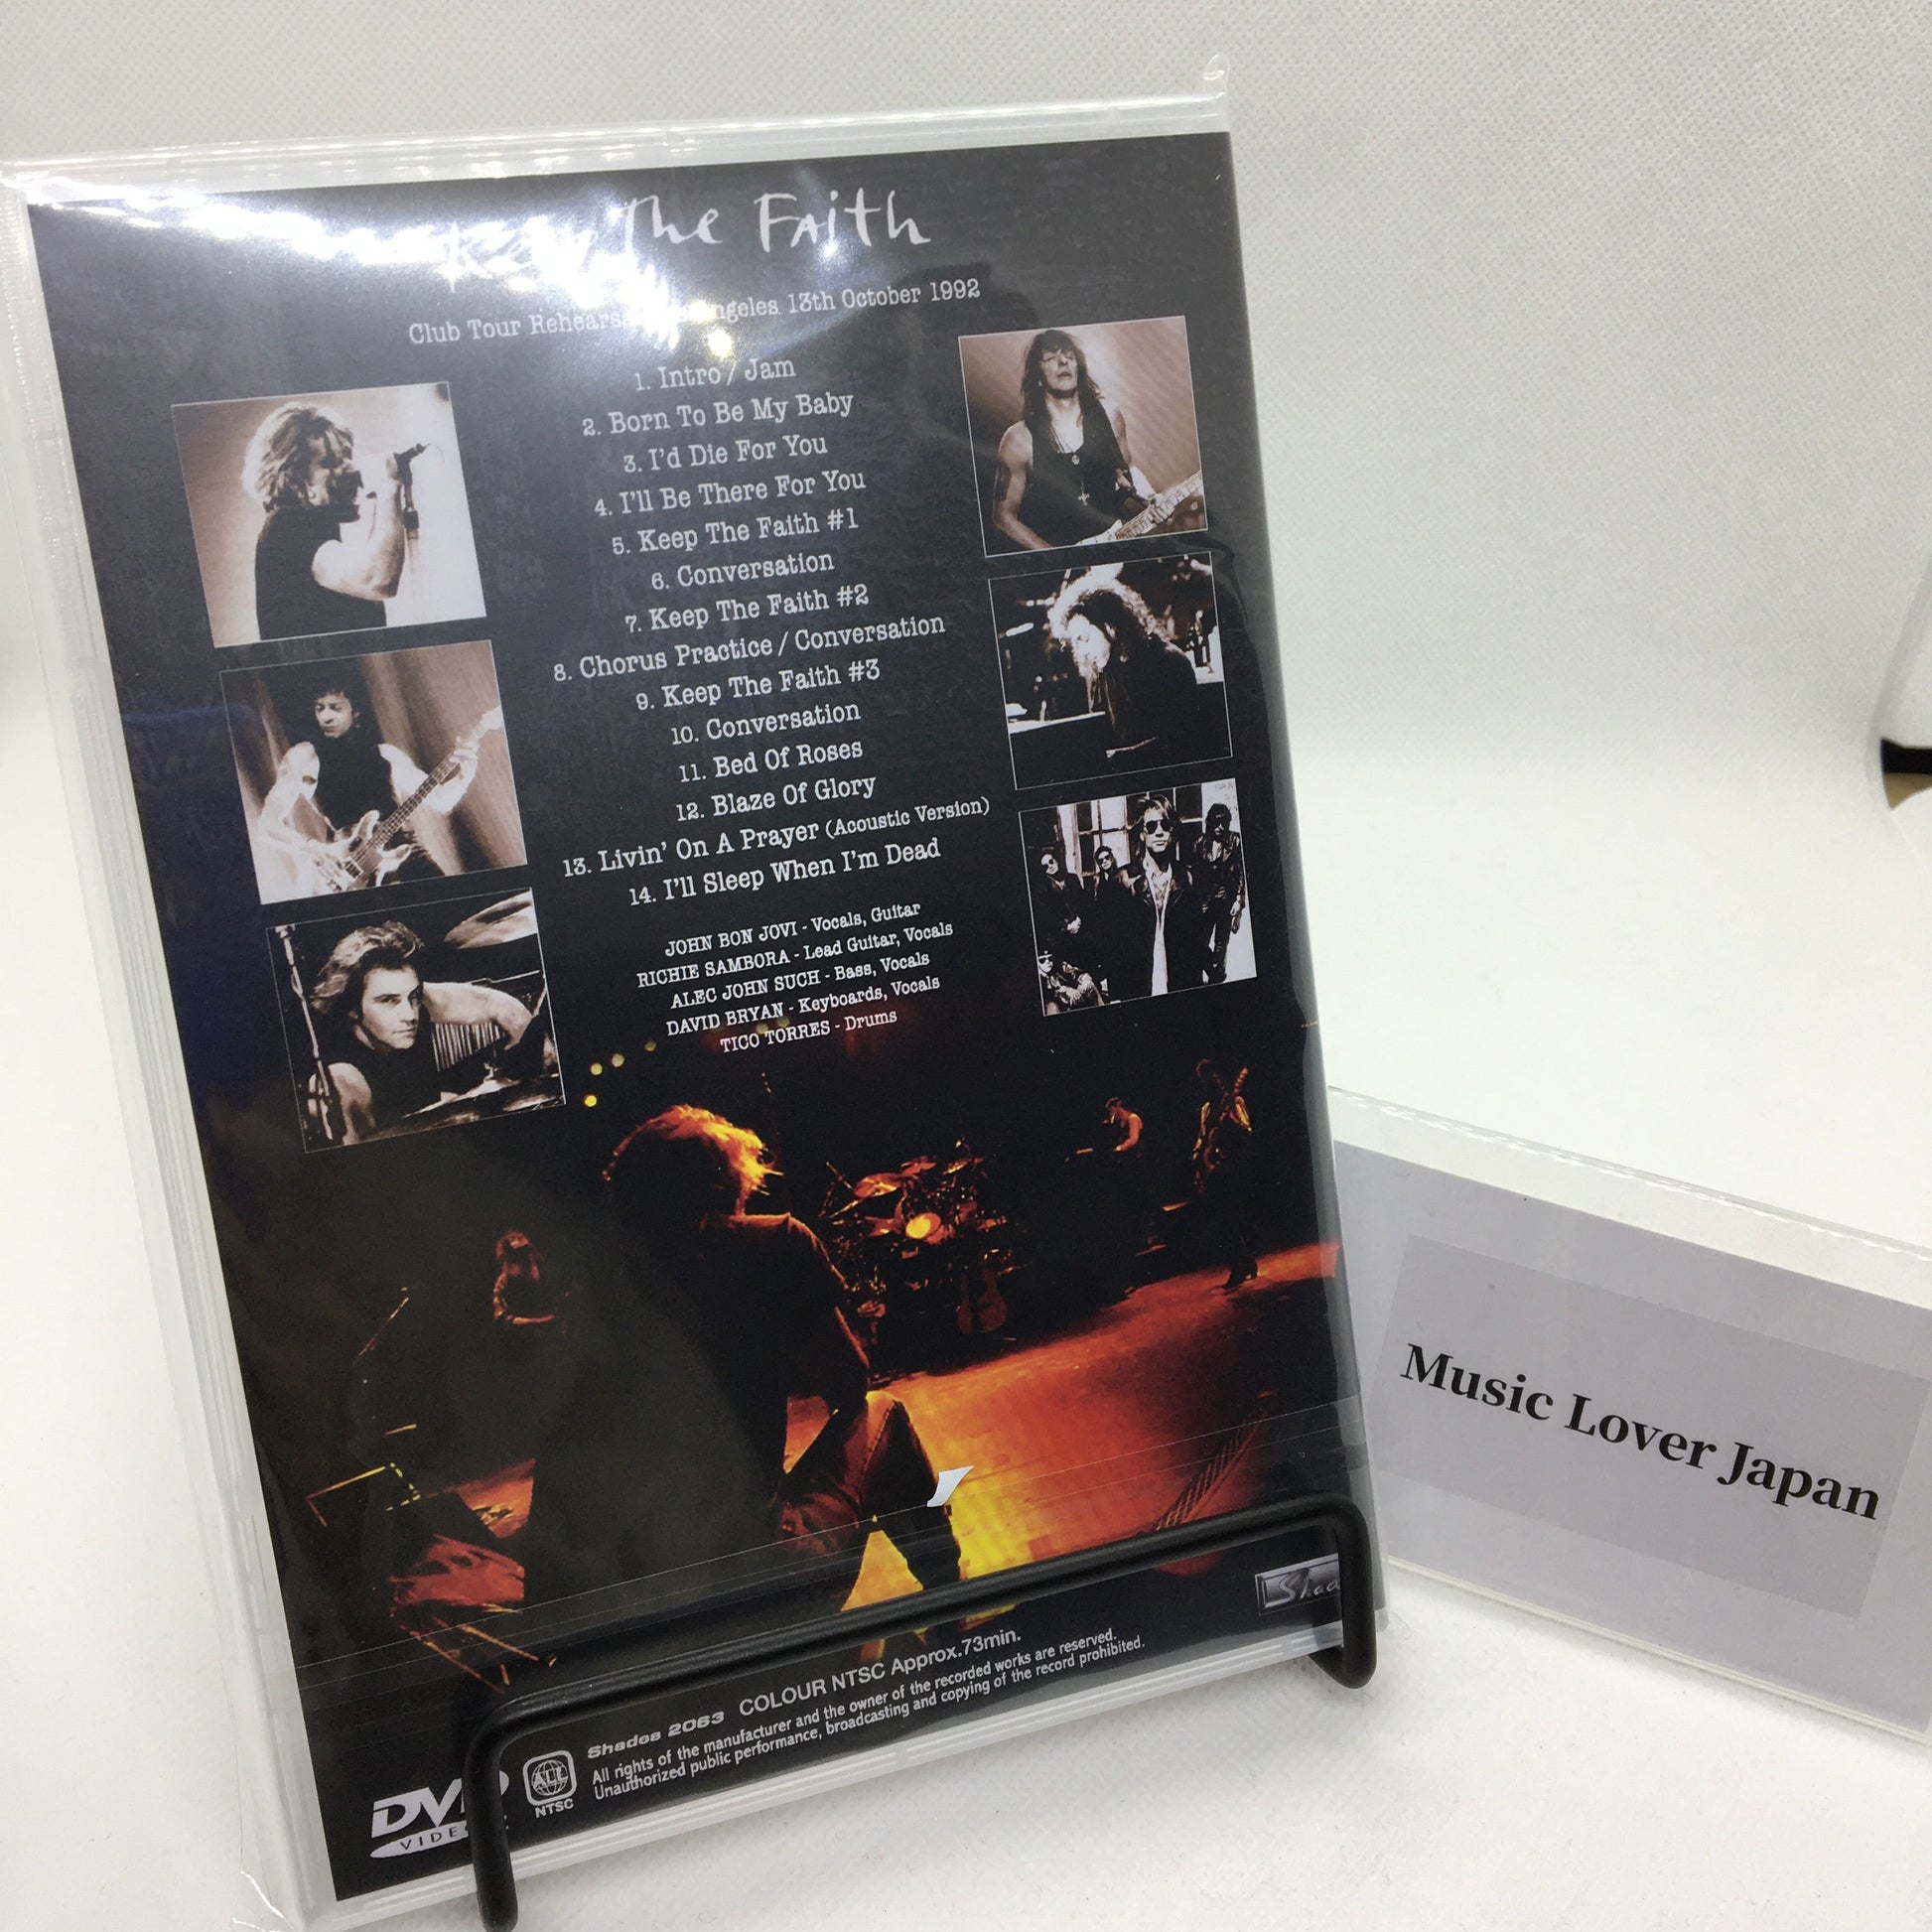 Keep The Faith
Club Tour Rehears ngeles 13th October 1992
1. Intro / Jam
2. Born To Be My Baby
3. I'd Die For You
4. I'll Be There For You
5. Keep The Faith #1
6. Conversation
7. Keep The Faith #2
8. Chorus Practice / Conversation
9. Keep The Faith #3
10. Conversation
11. Bed Of Roses
12. Blaze Of Glory
13. Livin' On A Prayer (Acoustic Version)
14. I'll Sleep When I'm Dead
JOHN BON JOVI - Vocals, Guitar
RICHIE SAMBORA - Lead Guitar, Vocals
ALEC JOHN SUCH - Bass, Vocals
DAVID BRYAN - Keyboards, Vocals
TICO TORRES - Drums
Music Lover Japan
Shad
Shades 2063 COLOUR NTSC Approx.73min.
All rights of the manufacturer and the owner of the recorded works are reserved.
Unauthorized public performance, broadcasting and copying of the record prohibited.
DVD
VIDE
ALL
NTSC